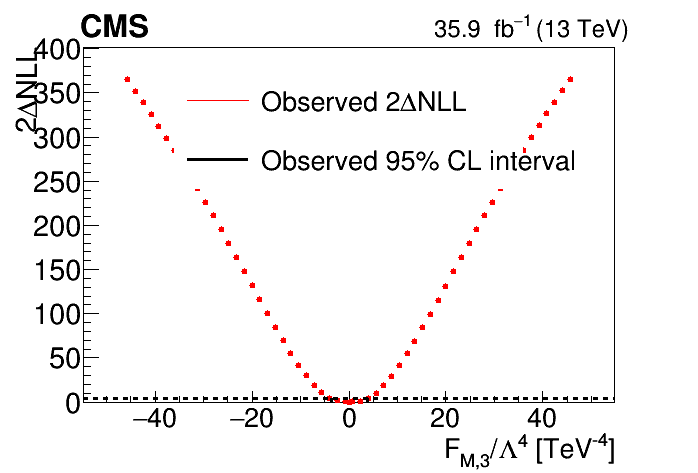 CMS
35.9 fb⁻¹ (13 TeV)
2ΔNLL
400
350
300
250
200
150
100
50
0
Observed 2ΔNLL
Observed 95% CL interval
−40 −20 0 20 40
F_M,3/Λ⁴ [TeV⁻⁴]